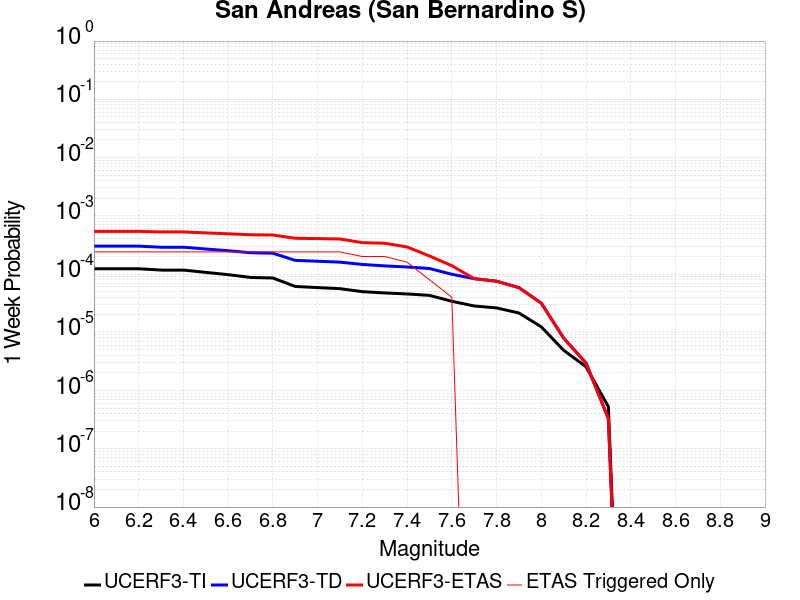 San Andreas (San Bernardino S)
10^0
10^-1
10^-2
10^-3
10^-4
10^-5
10^-6
10^-7
10^-8
1 Week Probability
6 6.2 6.4 6.6 6.8 7 7.2 7.4 7.6 7.8 8 8.2 8.4 8.6 8.8 9
Magnitude
UCERF3-TI UCERF3-TD UCERF3-ETAS ETAS Triggered Only